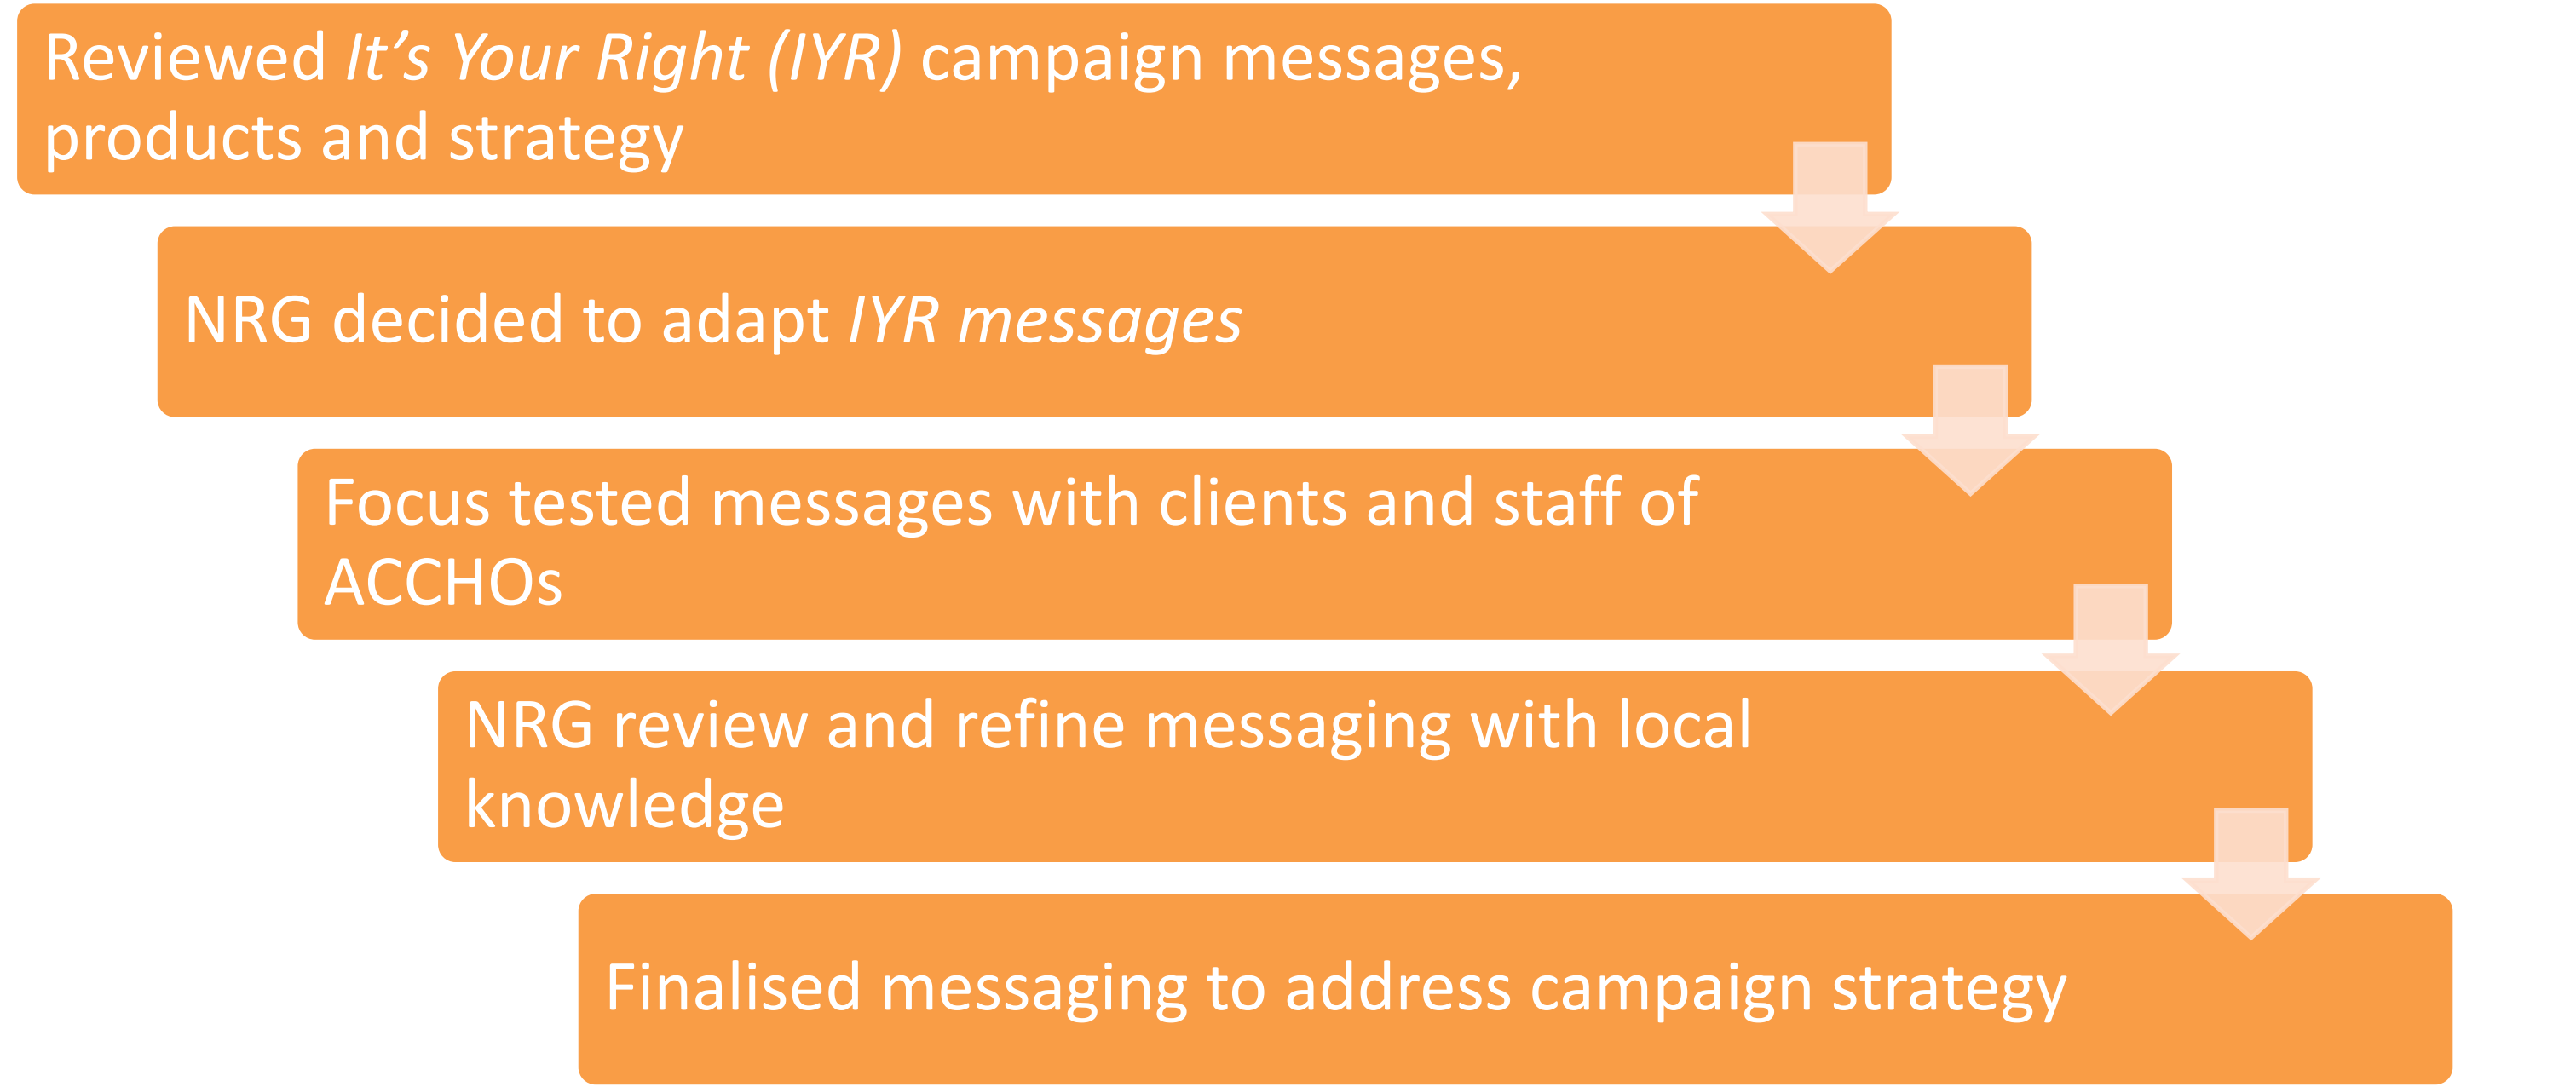 Reviewed It’s Your Right (IYR) campaign messages,
products and strategy
NRG decided to adapt IYR messages
Focus tested messages with clients and staff of
ACCHOs
NRG review and refine messaging with local
knowledge
Finalised messaging to address campaign strategy